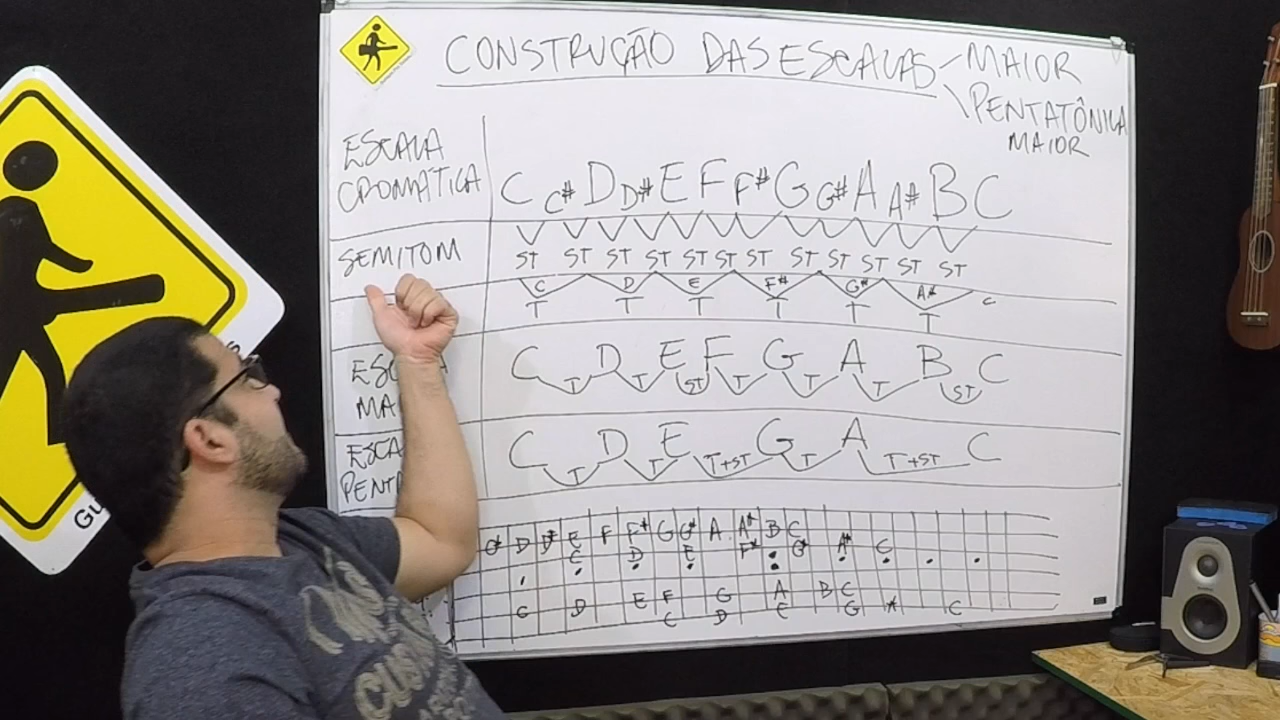 CONSTRUÇÃO DAS ESCALAS
MAIOR
PENTATÔNICA
MAIOR
ESCALA
CROMÁTICA
C C# D D# E F F# G G# A A# B C
SEMITOM
ST ST ST ST ST ST ST ST ST ST ST ST
C D E F# G# A# C
T T T T T T
C D E F G A B C
T T ST T T T ST
C D E G A C
T T T+ST T T+ST
C# D D# E F F# G G# A A# B C
C D E F# G# A# C
C D E F G A B C
C D E G C
Gu